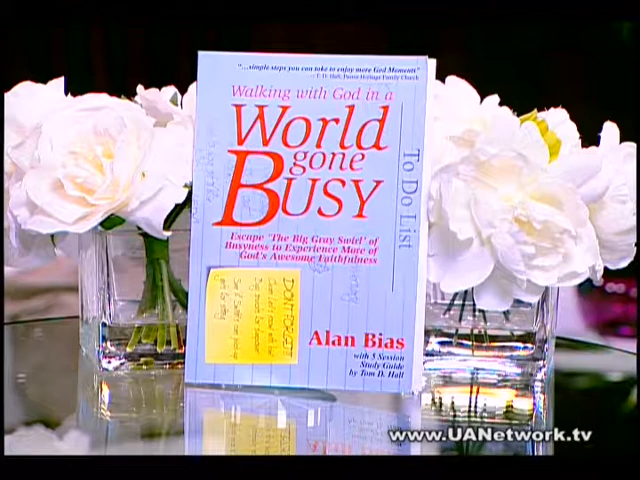 "...simple steps you can take to enjoy more God Moments"
Walking with God in a
World
gone
BUSY
To Do List
Escape "The Big Gray Swirl" of
Busyness to Experience More of
God's Awesome Faithfulness
DON'T FORGET
Alan Bias
with 5 Session
Study Guide
by Tom D. Hall
www.UANetwork.tv